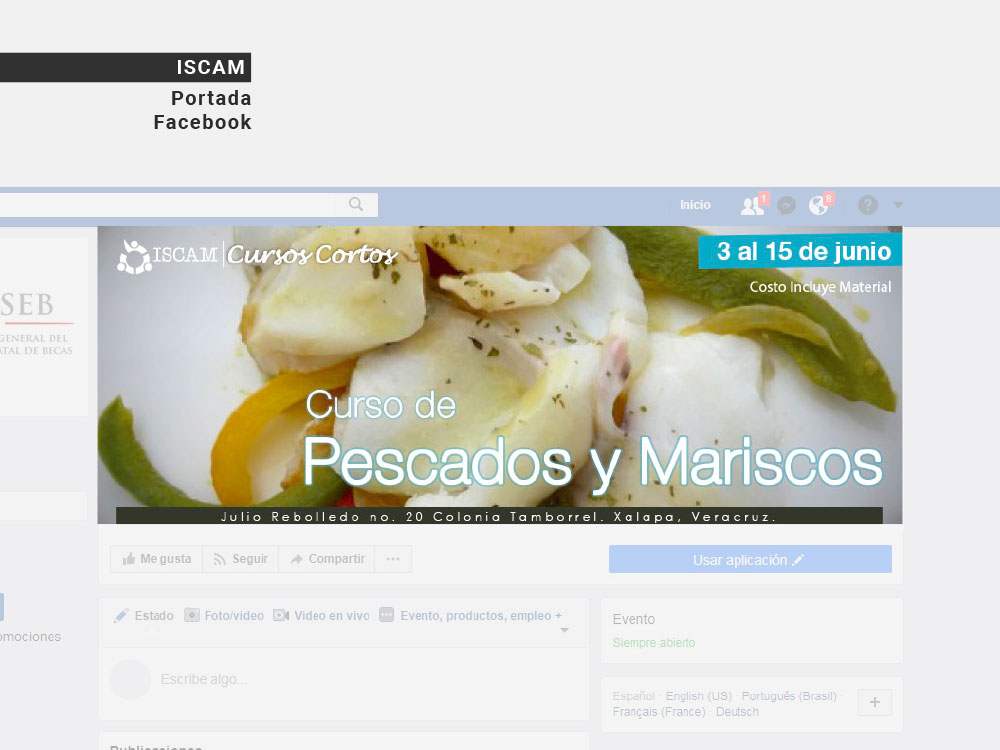 ISCAM
Portada
Facebook
Inicio
1
8
?
ISCAM
Cursos Cortos
3 al 15 de junio
Costo Incluye Material
SEB
GENERAL DEL
ATAL DE BECAS
Curso de
Pescados y Mariscos
Julio Rebolledo no. 20 Colonia Tamborrel. Xalapa, Veracruz.
Me gusta
Seguir
Compartir
...
Usar aplicación
omociones
Estado
Foto/video
Video en vivo
Evento, productos, empleo +
Escribe algo...
Evento
Siempre abierto
Español · English (US) · Português (Brasil) ·
Français (France) · Deutsch
+
Publicaciones